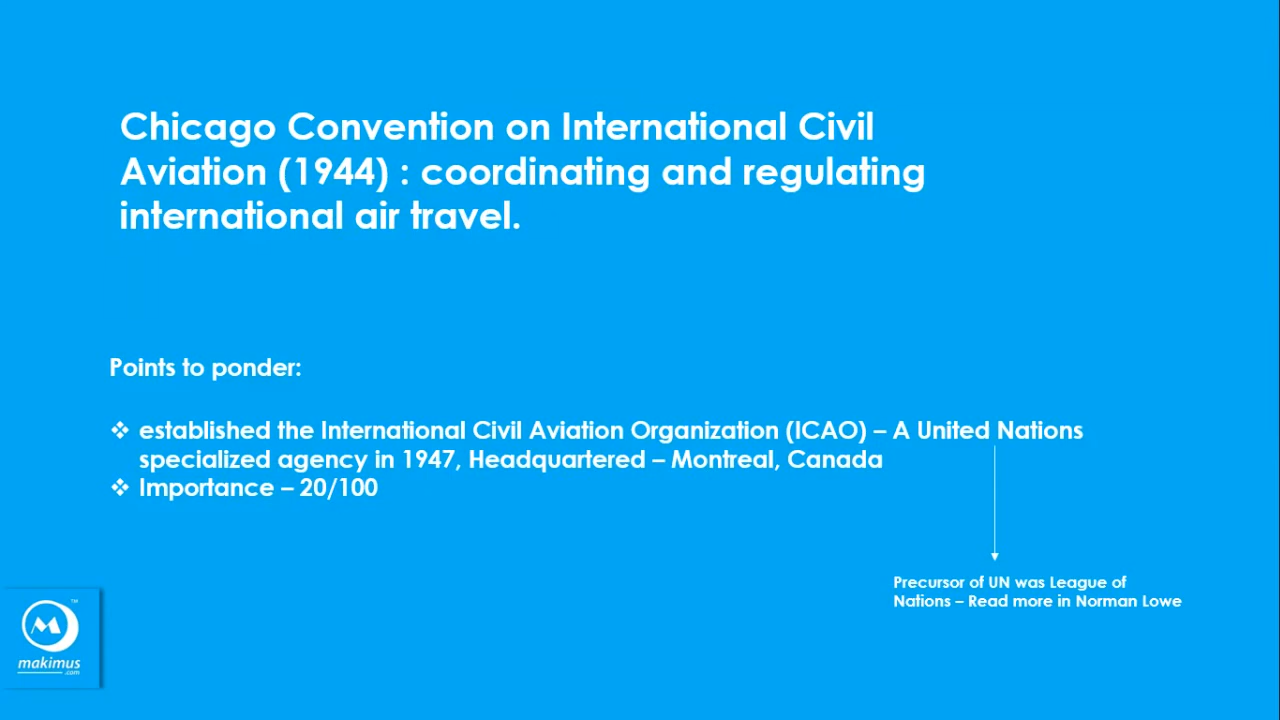 Chicago Convention on International Civil
Aviation (1944) : coordinating and regulating
international air travel.
Points to ponder:
❖ established the International Civil Aviation Organization (ICAO) – A United Nations
specialized agency in 1947, Headquartered – Montreal, Canada
❖ Importance – 20/100
Precursor of UN was League of
Nations – Read more in Norman Lowe
TM
makimus
.com